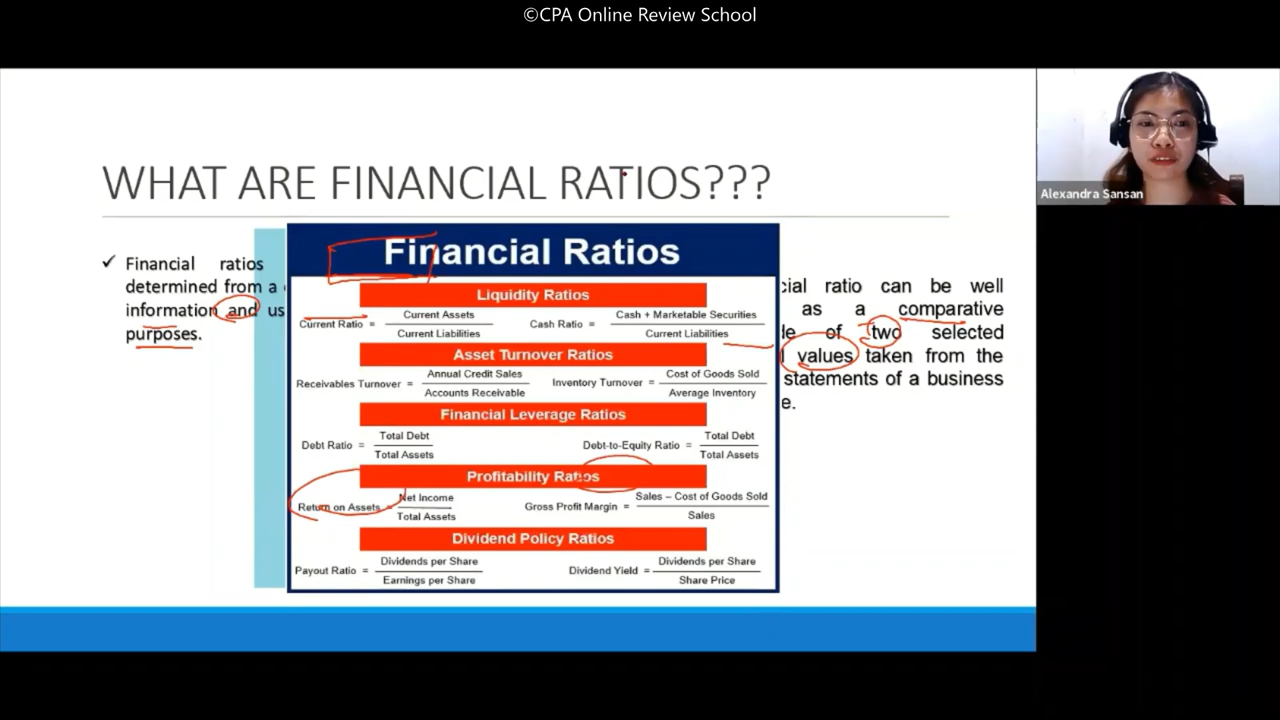 ©CPA Online Review School
Alexandra Sansan
WHAT ARE FINANCIAL RATIOS???
✓ Financial ratios
determined from a
information and us
purposes.
Financial Ratios
Liquidity Ratios
Current Ratio = Current Assets / Current Liabilities
Cash Ratio = Cash + Marketable Securities / Current Liabilities
Asset Turnover Ratios
Receivables Turnover = Annual Credit Sales / Accounts Receivable
Inventory Turnover = Cost of Goods Sold / Average Inventory
Financial Leverage Ratios
Debt Ratio = Total Debt / Total Assets
Debt-to-Equity Ratio = Total Debt / Total Assets
Profitability Ratios
Return on Assets = Net Income / Total Assets
Gross Profit Margin = Sales – Cost of Goods Sold / Sales
Dividend Policy Ratios
Payout Ratio = Dividends per Share / Earnings per Share
Dividend Yield = Dividends per Share / Share Price
cial ratio can be well
as a comparative
de of two selected
values taken from the
statements of a business
e.